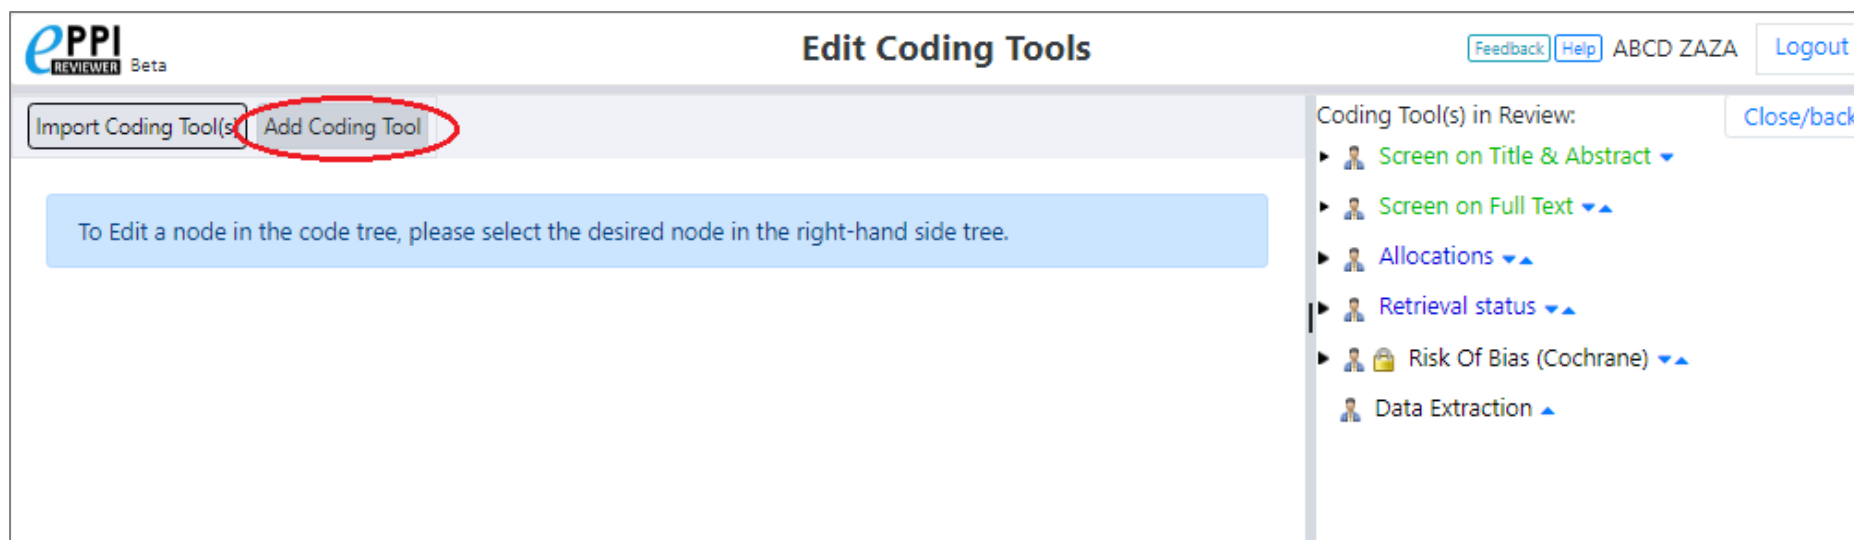 ePPI
REVIEWER Beta
Edit Coding Tools
Feedback Help ABCD ZAZA Logout
Import Coding Tool(s) Add Coding Tool
To Edit a node in the code tree, please select the desired node in the right-hand side tree.
Coding Tool(s) in Review: Close/back
Screen on Title & Abstract
Screen on Full Text
Allocations
Retrieval status
Risk Of Bias (Cochrane)
Data Extraction